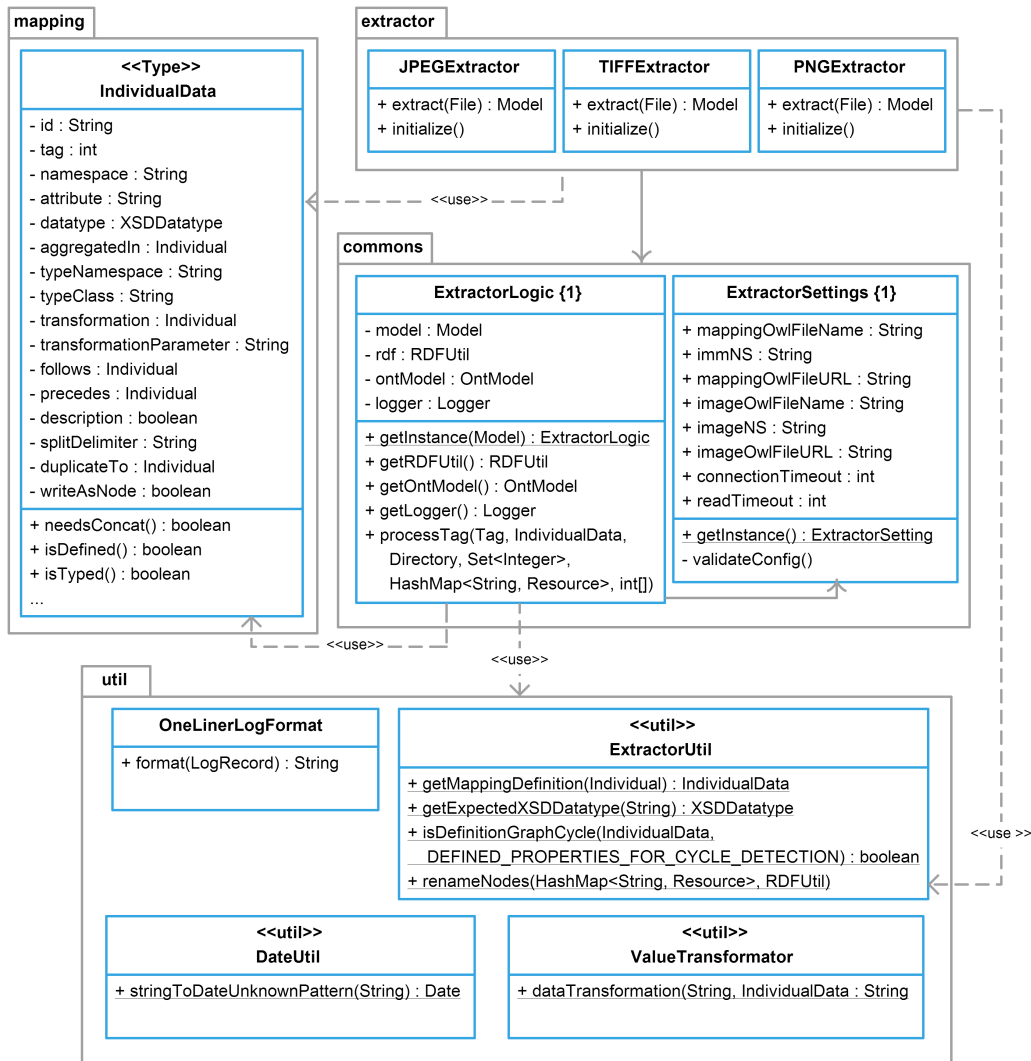 mapping
<<Type>>
IndividualData
- id : String
- tag : int
- namespace : String
- attribute : String
- datatype : XSDDatatype
- aggregatedIn : Individual
- typeNamespace : String
- typeClass : String
- transformation : Individual
- transformationParameter : String
- follows : Individual
- precedes : Individual
- description : boolean
- splitDelimiter : String
- duplicateTo : Individual
- writeAsNode : boolean
+ needsConcat() : boolean
+ isDefined() : boolean
+ isTyped() : boolean
...
extractor
JPEGExtractor
+ extract(File) : Model
+ initialize()
TIFFExtractor
+ extract(File) : Model
+ initialize()
PNGExtractor
+ extract(File) : Model
+ initialize()
<<use>>
commons
ExtractorLogic {1}
- model : Model
- rdf : RDFUtil
- ontModel : OntModel
- logger : Logger
+ getInstance(Model) : ExtractorLogic
+ getRDFUtil() : RDFUtil
+ getOntModel() : OntModel
+ getLogger() : Logger
+ processTag(Tag, IndividualData,
Directory, Set<Integer>,
HashMap<String, Resource>, int[])
ExtractorSettings {1}
+ mappingOwlFileName : String
+ immNS : String
+ mappingOwlFileURL : String
+ imageOwlFileName : String
+ imageNS : String
+ imageOwlFileURL : String
+ connectionTimeout : int
+ readTimeout : int
+ getInstance() : ExtractorSetting
- validateConfig()
<<use>>
<<use>>
<<use >>
util
OneLinerLogFormat
+ format(LogRecord) : String
<<util>>
ExtractorUtil
+ getMappingDefinition(Individual) : IndividualData
+ getExpectedXSDDatatype(String) : XSDDatatype
+ isDefinitionGraphCycle(IndividualData,
DEFINED_PROPERTIES_FOR_CYCLE_DETECTION) : boolean
+ renameNodes(HashMap<String, Resource>, RDFUtil)
<<util>>
DateUtil
+ stringToDateUnknownPattern(String) : Date
<<util>>
ValueTransformator
+ dataTransformation(String, IndividualData : String